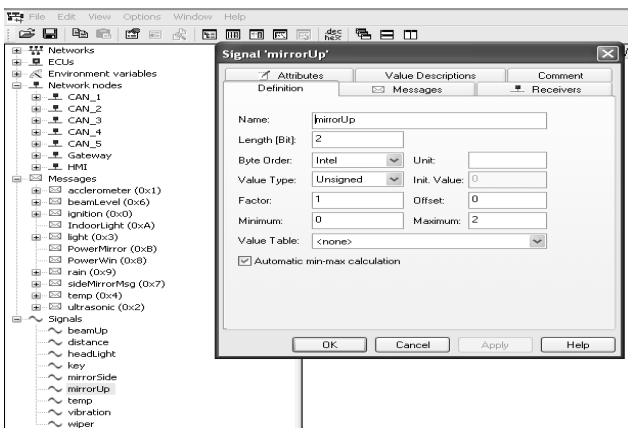 File Edit View Options Window Help
dec
hex
Networks
ECUs
Environment variables
Network nodes
CAN_1
CAN_2
CAN_3
CAN_4
CAN_5
Gateway
HMI
Messages
acclerometer (0x1)
beamLevel (0x6)
ignition (0x0)
IndoorLight (0xA)
light (0x3)
PowerMirror (0xB)
PowerWin (0x8)
rain (0x9)
sideMirrorMsg (0x7)
temp (0x4)
ultrasonic (0x2)
Signals
beamUp
distance
headLight
key
mirrorSide
mirrorUp
temp
vibration
wiper
Signal 'mirrorUp'
Attributes Value Descriptions Comment
Definition Messages Receivers
Name: mirrorUp
Length [Bit]: 2
Byte Order: Intel Unit:
Value Type: Unsigned Init. Value: 0
Factor: 1 Offset: 0
Minimum: 0 Maximum: 2
Value Table: <none>
Automatic min-max calculation
OK Cancel Apply Help